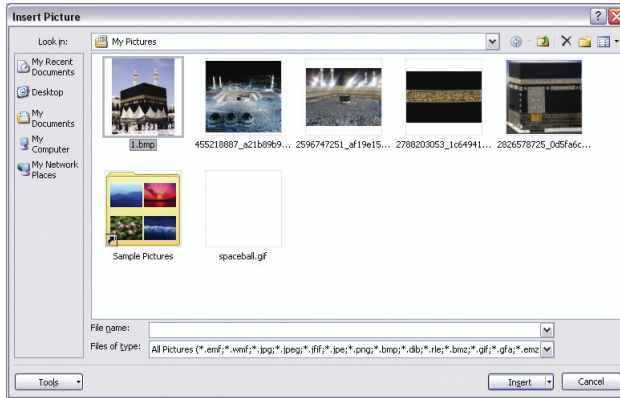 Insert Picture
Look in:
My Pictures
My Recent
Documents
Desktop
My
Documents
My
Computer
My Network
Places
1.bmp
455218887_a21b89b9...
2596747251_af19e15...
2788203053_1c64941...
2826578725_0d5fa6c...
Sample Pictures
spaceball.gif
File name:
Files of type:
All Pictures (*.emf;*.wmf;*.jpg;*.jpeg;*.jfif;*.jpe;*.png;*.bmp;*.dib;*.rle;*.bmz;*.gif;*.gfa;*.emz
Tools
Insert
Cancel